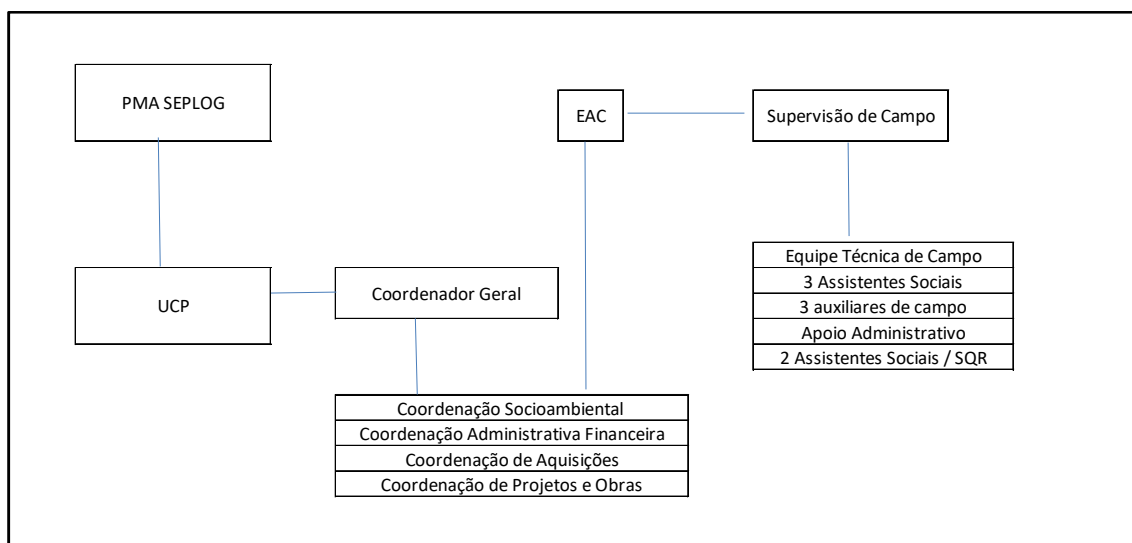 PMA SEPLOG
EAC
Supervisão de Campo
UCP
Coordenador Geral
Equipe Técnica de Campo
3 Assistentes Sociais
3 auxiliares de campo
Apoio Administrativo
2 Assistentes Sociais / SQR
Coordenação Socioambiental
Coordenação Administrativa Financeira
Coordenação de Aquisições
Coordenação de Projetos e Obras